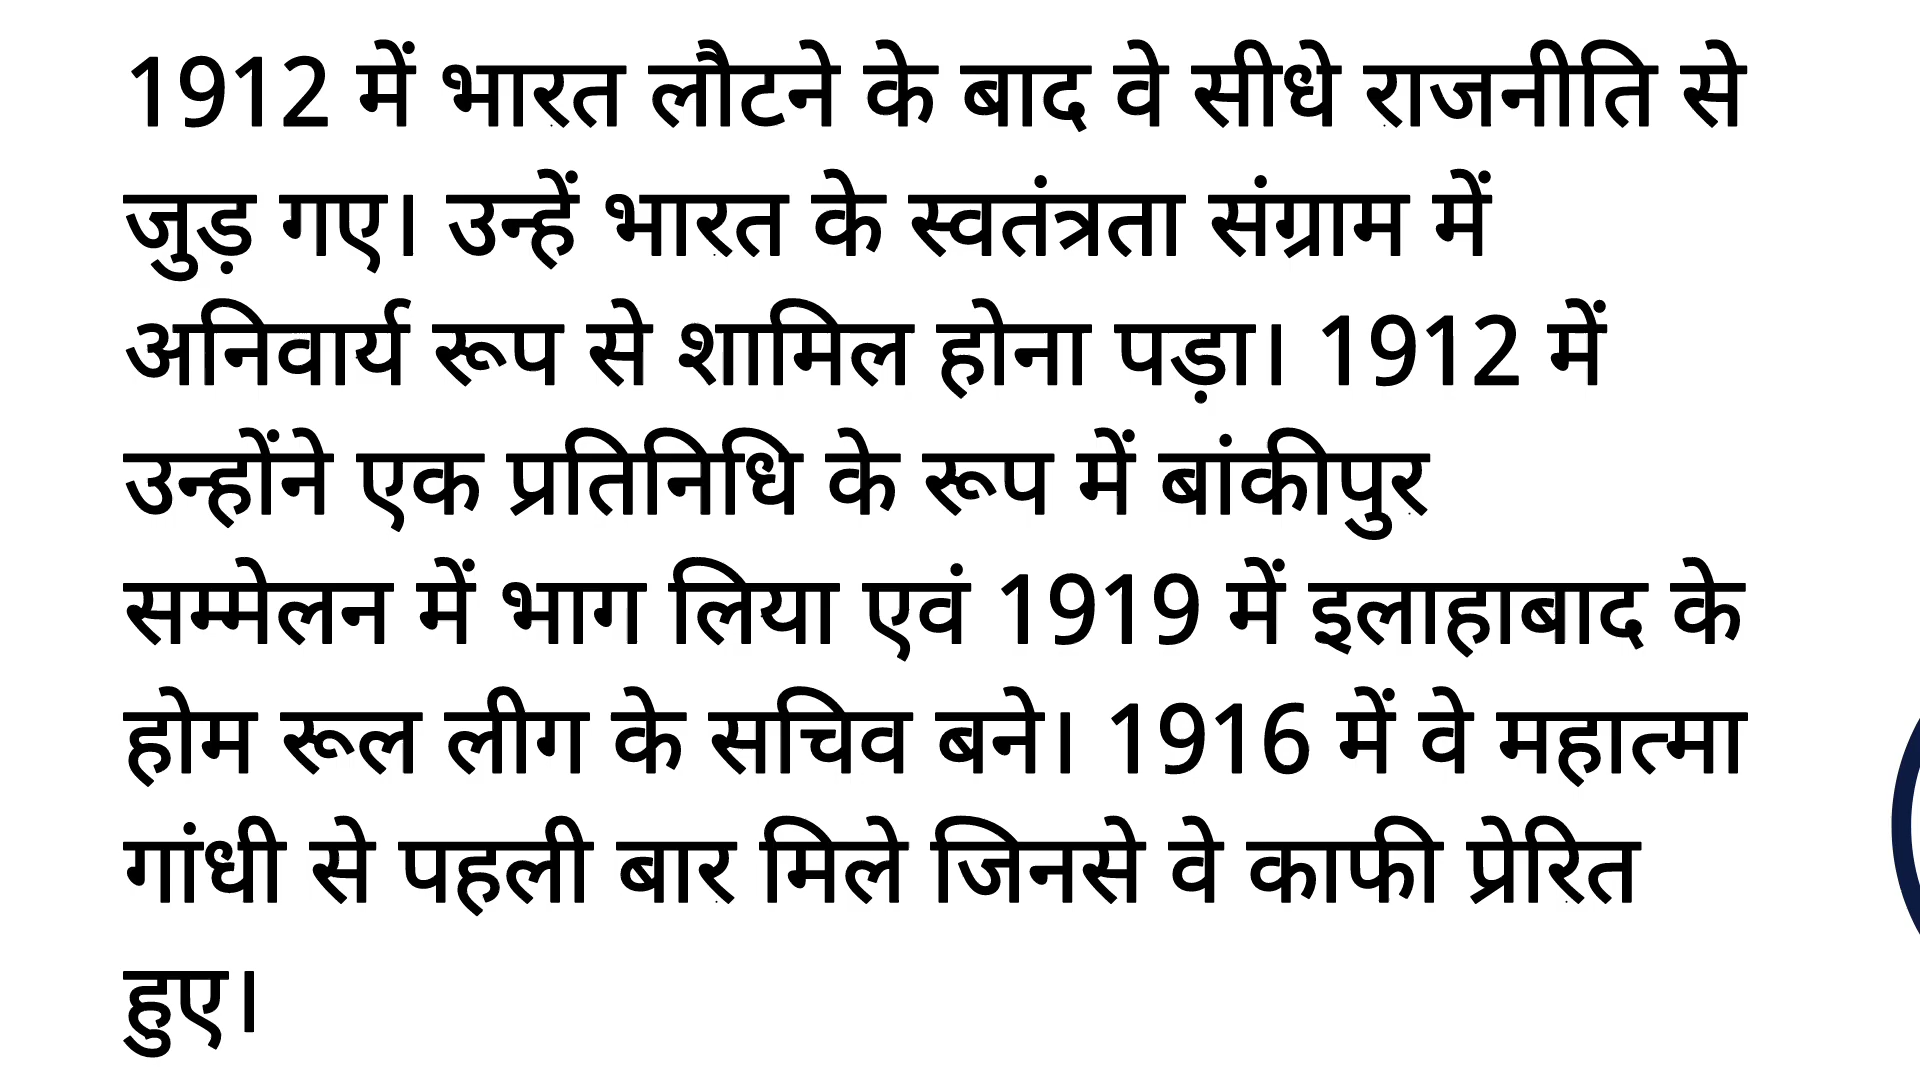 1912 में भारत लौटने के बाद वे सीधे राजनीति से
जुड़ गए। उन्हें भारत के स्वतंत्रता संग्राम में
अनिवार्य रूप से शामिल होना पड़ा। 1912 में
उन्होंने एक प्रतिनिधि के रूप में बांकीपुर
सम्मेलन में भाग लिया एवं 1919 में इलाहाबाद के
होम रूल लीग के सचिव बने। 1916 में वे महात्मा
गांधी से पहली बार मिले जिनसे वे काफी प्रेरित
हुए।